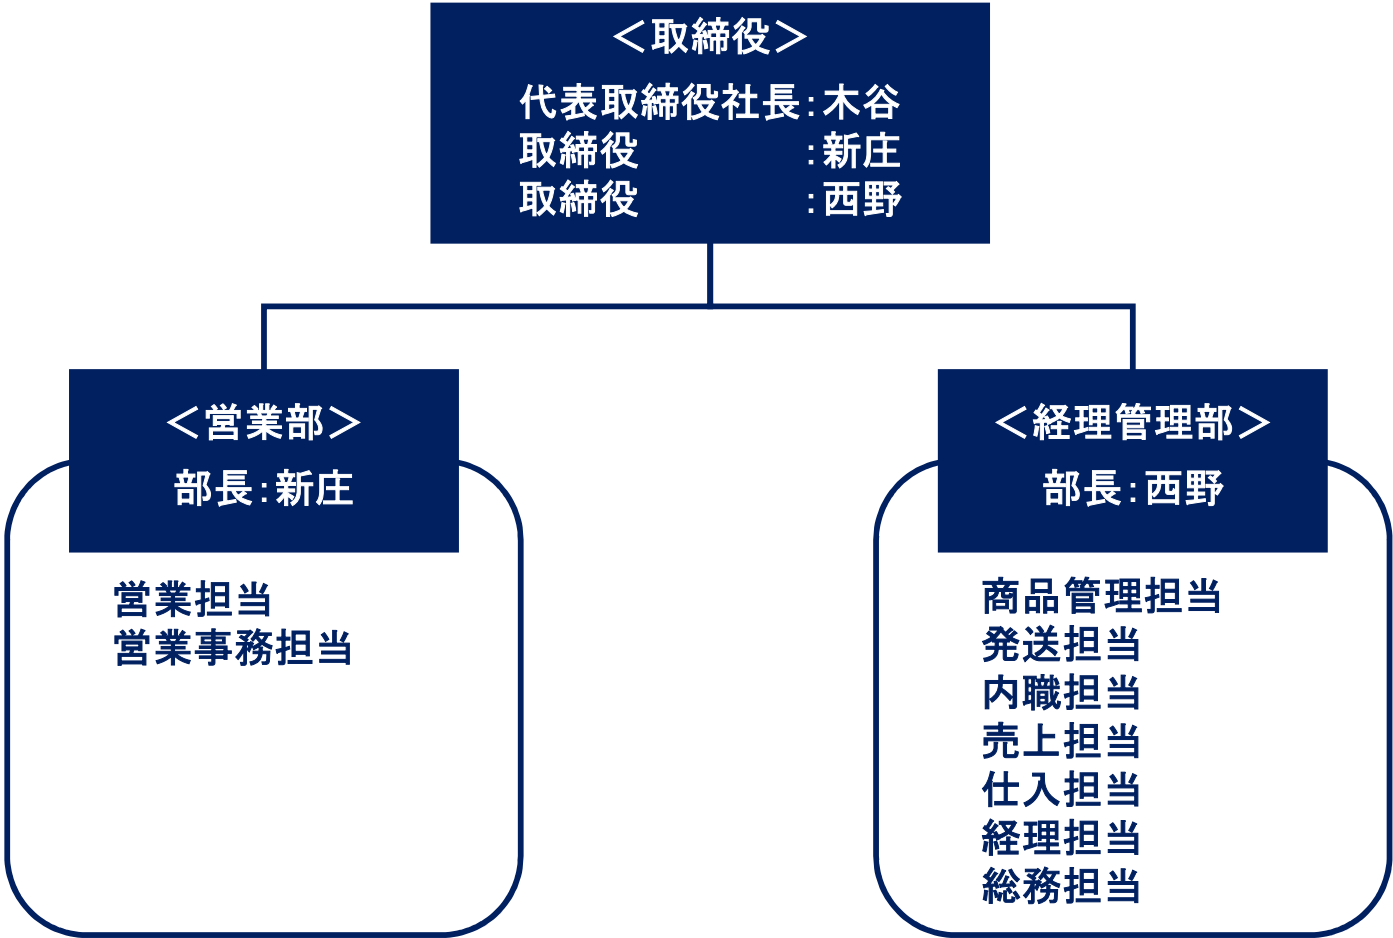 ＜取締役＞
代表取締役社長：木谷
取締役　　　　：新庄
取締役　　　　：西野
＜営業部＞
部長：新庄
営業担当
営業事務担当
＜経理管理部＞
部長：西野
商品管理担当
発送担当
内職担当
売上担当
仕入担当
経理担当
総務担当